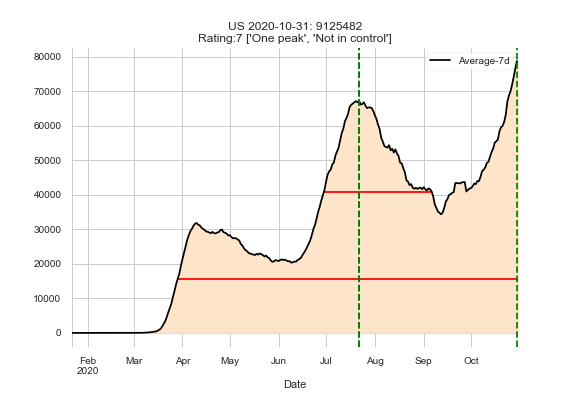 US 2020-10-31: 9125482
Rating:7 ['One peak', 'Not in control']
Average-7d
80000
70000
60000
50000
40000
30000
20000
10000
0
Feb
2020
Mar
Apr
May
Jun
Jul
Aug
Sep
Oct
Date